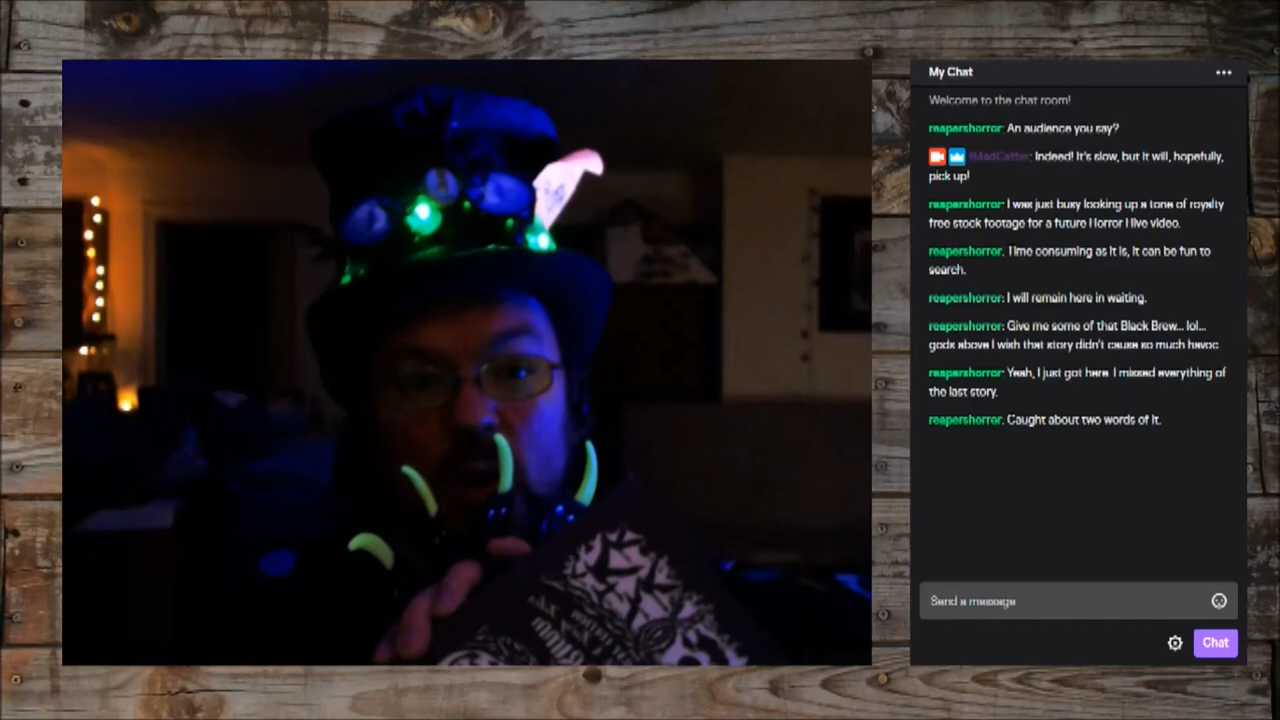 My Chat
Welcome to the chat room!
reapershorror: An audience you say?
IMadCatter: Indeed! It's slow, but it will, hopefully,
pick up!
reapershorror: I was just busy looking up a tone of royalty
free stock footage for a future Horror Hive video.
reapershorror: Time consuming as it is, it can be fun to
search.
reapershorror: I will remain here in waiting.
reapershorror: Give me some of that Black Brew... lol...
gods above I wish that story didn't cause so much havoc.
reapershorror: Yeah, I just got here. I missed everything of
the last story.
reapershorror: Caught about two words of it.
Send a message
Chat